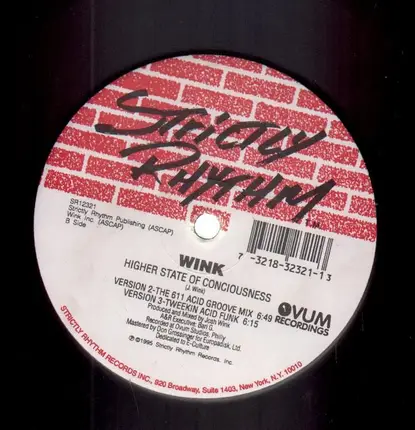 STRICTLY
RHYTHM
T.M.
SR12321
Strictly Rhythm Publishing (ASCAP)
Wink Inc. (ASCAP)
B Side
7 -3218-32321-1 3
WINK
HIGHER STATE OF CONCIOUSNESS
(J. Wink)
VERSION 2-THE 611 ACID GROOVE MIX 6:49
VERSION 3-TWEEKIN ACID FUNK 6:15
Produced and Mixed by Josh Wink
A&R Executive: Bari G.
Recorded at Ovum Studios, Philly
Mastered by Don Grossinger for Europadisk, Ltd.
Dedicated to E-Culture
©1995 Strictly Rhythm Records, Inc.
OVUM
RECORDINGS
STRICTLY RHYTHM RECORDS INC., 920 Broadway, Suite 1403, New York, N.Y. 10010